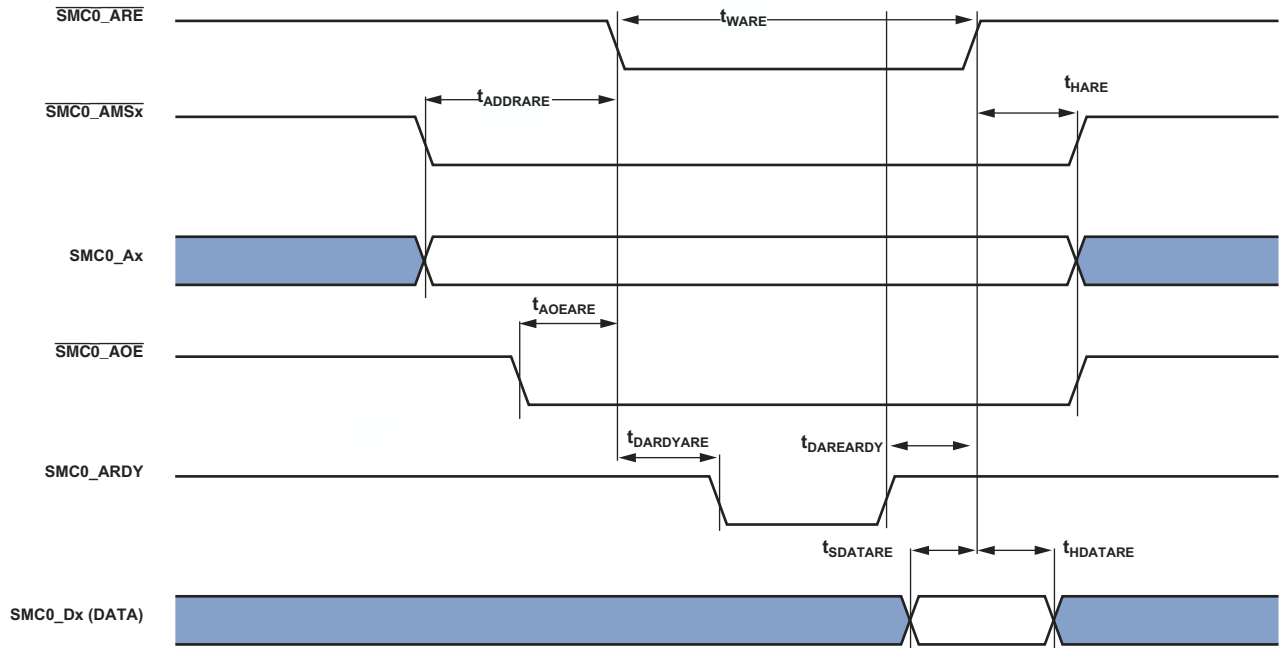 SMC0_ARE
tWARE
tHARE
tADDRARE
SMC0_AMSx
SMC0_Ax
tAOEARE
SMC0_AOE
tDARDYARE
tDAREARDY
SMC0_ARDY
tSDATARE
tHDATARE
SMC0_Dx (DATA)